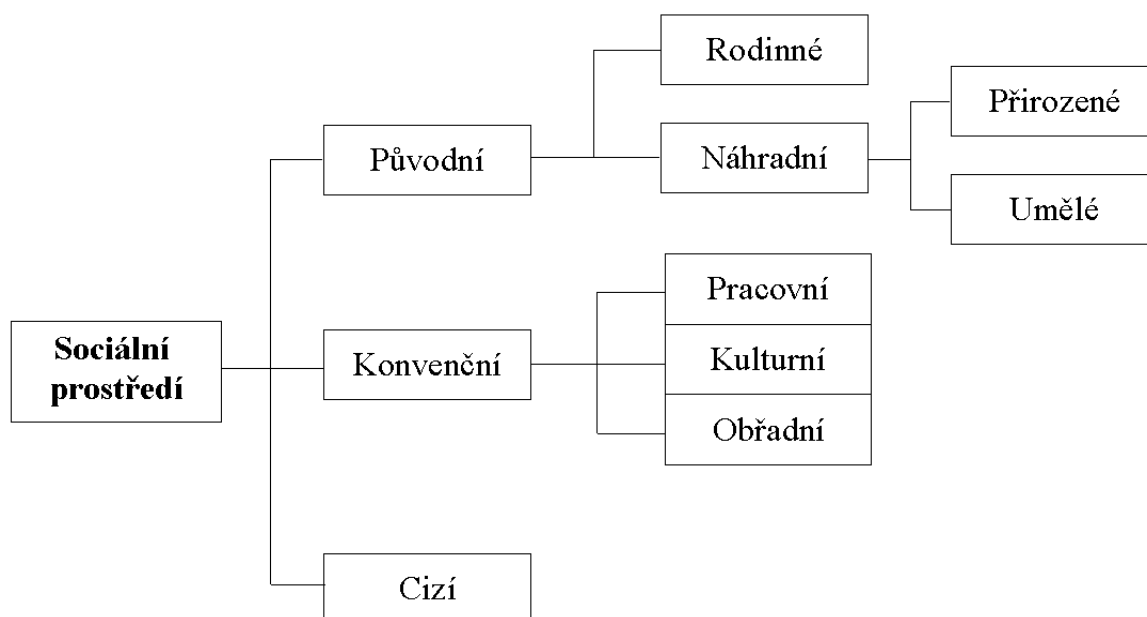 Sociální
prostředí
Původní
Rodinné
Náhradní
Přirozené
Umělé
Konvenční
Pracovní
Kulturní
Obřadní
Cizí